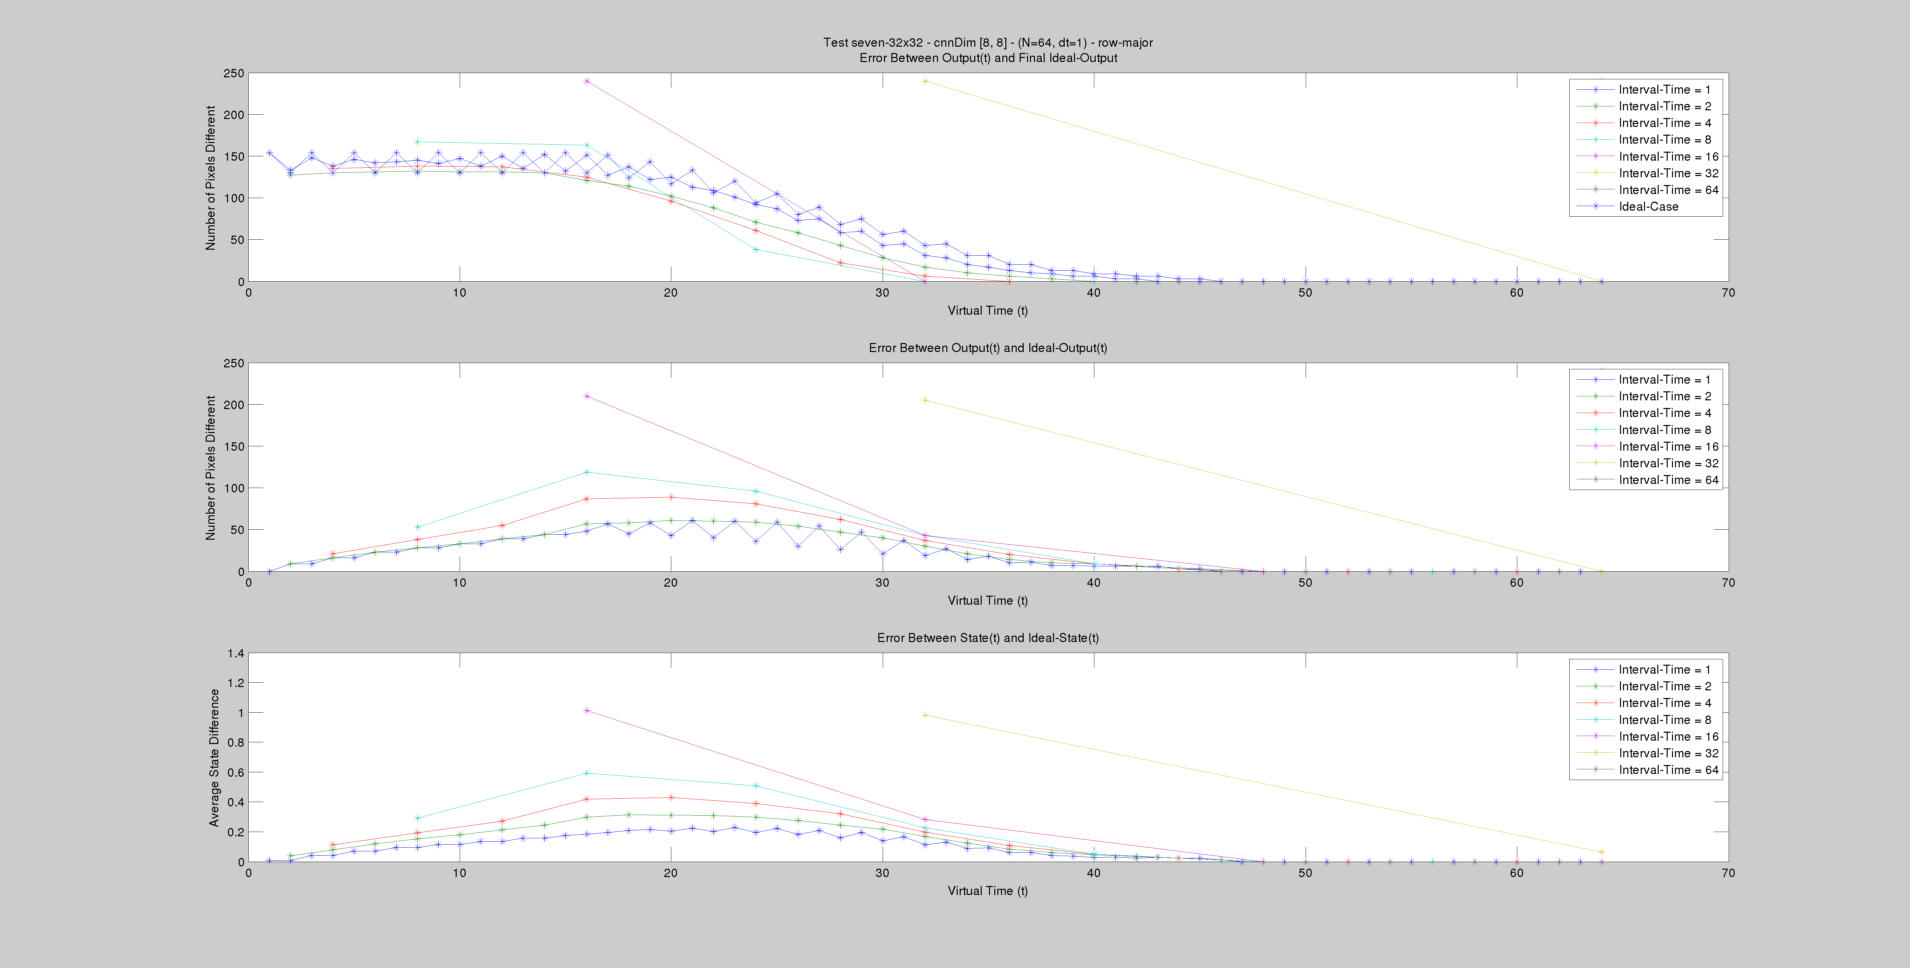 Test seven-32x32 - cnnDim [8, 8] - (N=64, dt=1) - row-major
Error Between Output(t) and Final Ideal-Output
Number of Pixels Different
250
200
150
100
50
0
0 10 20 30 40 50 60 70
Virtual Time (t)
Interval-Time = 1
Interval-Time = 2
Interval-Time = 4
Interval-Time = 8
Interval-Time = 16
Interval-Time = 32
Interval-Time = 64
Ideal-Case
Error Between Output(t) and Ideal-Output(t)
Number of Pixels Different
250
200
150
100
50
0
0 10 20 30 40 50 60 70
Virtual Time (t)
Interval-Time = 1
Interval-Time = 2
Interval-Time = 4
Interval-Time = 8
Interval-Time = 16
Interval-Time = 32
Interval-Time = 64
Error Between State(t) and Ideal-State(t)
Average State Difference
1.4
1.2
1
0.8
0.6
0.4
0.2
0
0 10 20 30 40 50 60 70
Virtual Time (t)
Interval-Time = 1
Interval-Time = 2
Interval-Time = 4
Interval-Time = 8
Interval-Time = 16
Interval-Time = 32
Interval-Time = 64